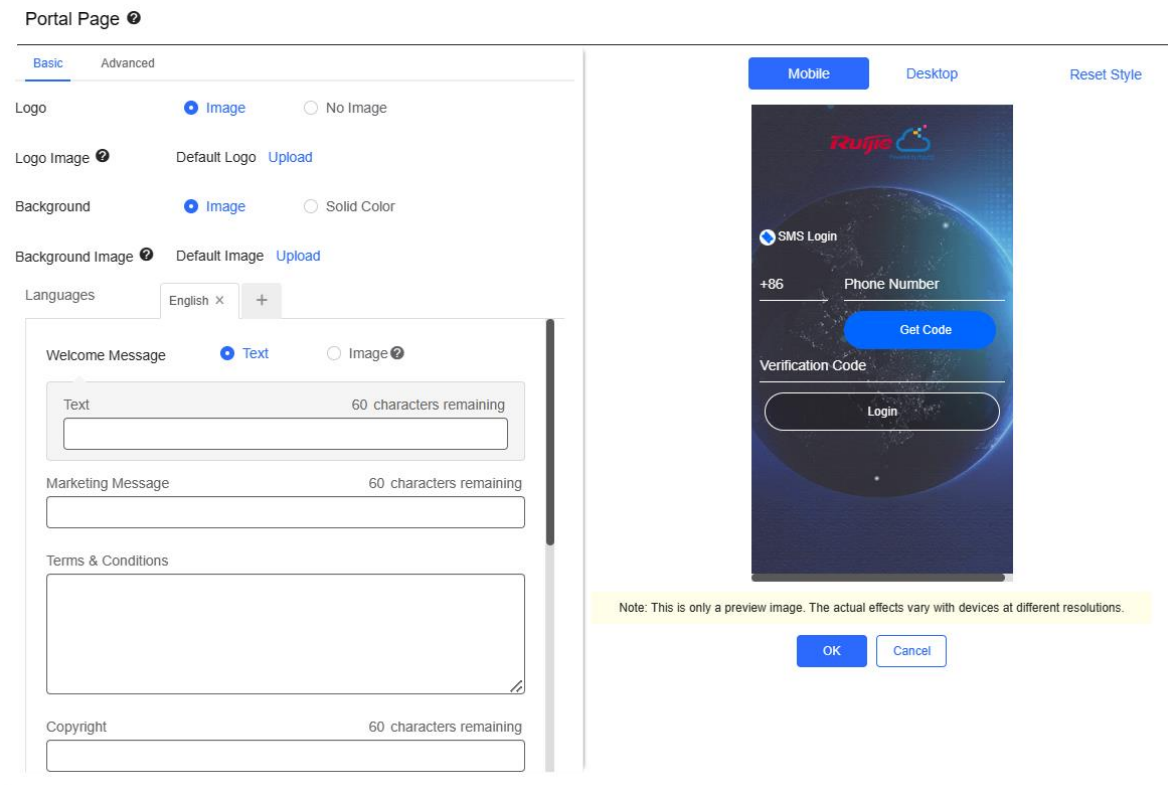 Portal Page ?
Basic Advanced
Logo Image No Image
Logo Image ? Default Logo Upload
Background Image Solid Color
Background Image ? Default Image Upload
Languages English × +
Welcome Message Text Image ?
Text 60 characters remaining
Marketing Message 60 characters remaining
Terms & Conditions
Copyright 60 characters remaining
Mobile Desktop Reset Style
Ruijie
SMS Login
+86 Phone Number
Get Code
Verification Code
Login
Note: This is only a preview image. The actual effects vary with devices at different resolutions.
OK Cancel